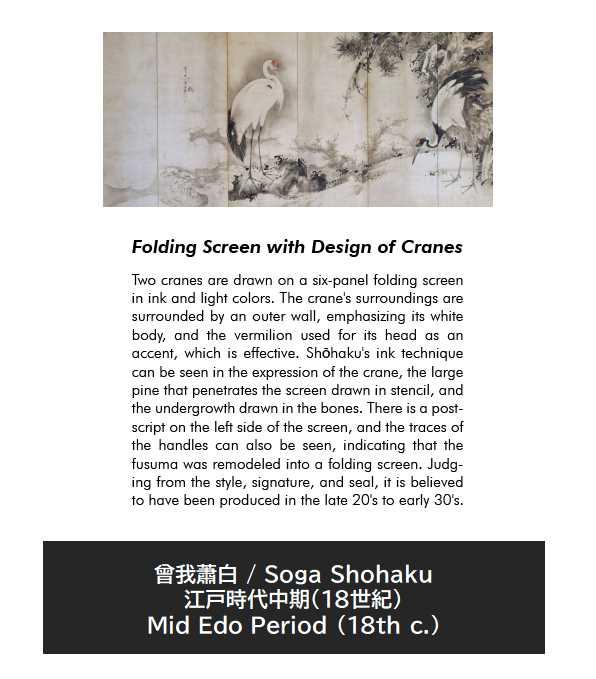 Folding Screen with Design of Cranes
Two cranes are drawn on a six-panel folding screen
in ink and light colors. The crane's surroundings are
surrounded by an outer wall, emphasizing its white
body, and the vermilion used for its head as an
accent, which is effective. Shōhaku's ink technique
can be seen in the expression of the crane, the large
pine that penetrates the screen drawn in stencil, and
the undergrowth drawn in the bones. There is a post-
script on the left side of the screen, and the traces of
the handles can also be seen, indicating that the
fusuma was remodeled into a folding screen. Judg-
ing from the style, signature, and seal, it is believed
to have been produced in the late 20's to early 30's.
曾我蕭白 / Soga Shohaku
江戸時代中期(18世紀)
Mid Edo Period (18th c.)